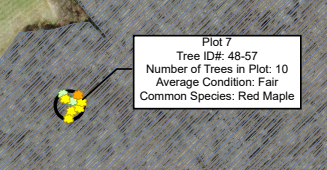 Plot 7
Tree ID#: 48-57
Number of Trees in Plot: 10
Average Condition: Fair
Common Species: Red Maple